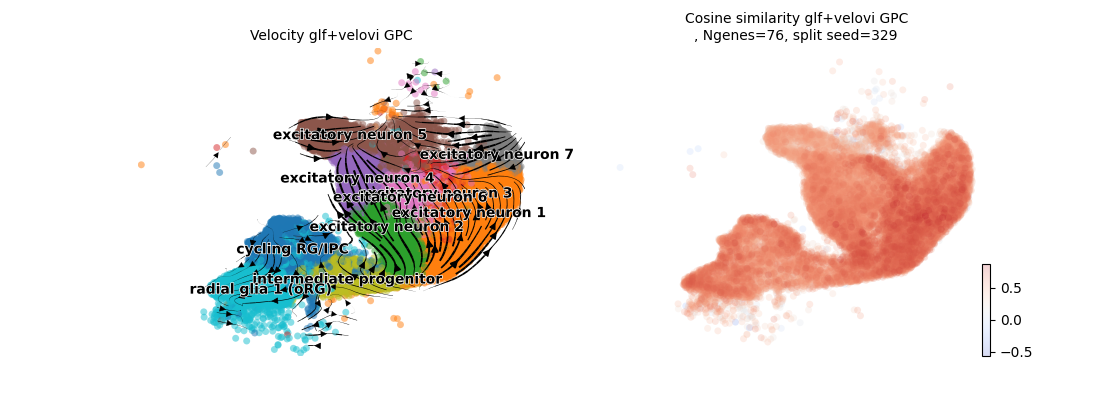 Velocity glf+velovi GPC
Cosine similarity glf+velovi GPC
, Ngenes=76, split seed=329
excitatory neuron 5
excitatory neuron 7
excitatory neuron 4
excitatory neuron 3
excitatory neuron 6
excitatory neuron 1
excitatory neuron 2
cycling RG/IPC
intermediate progenitor
radial glia 1 (oRG)
0.5
0.0
−0.5